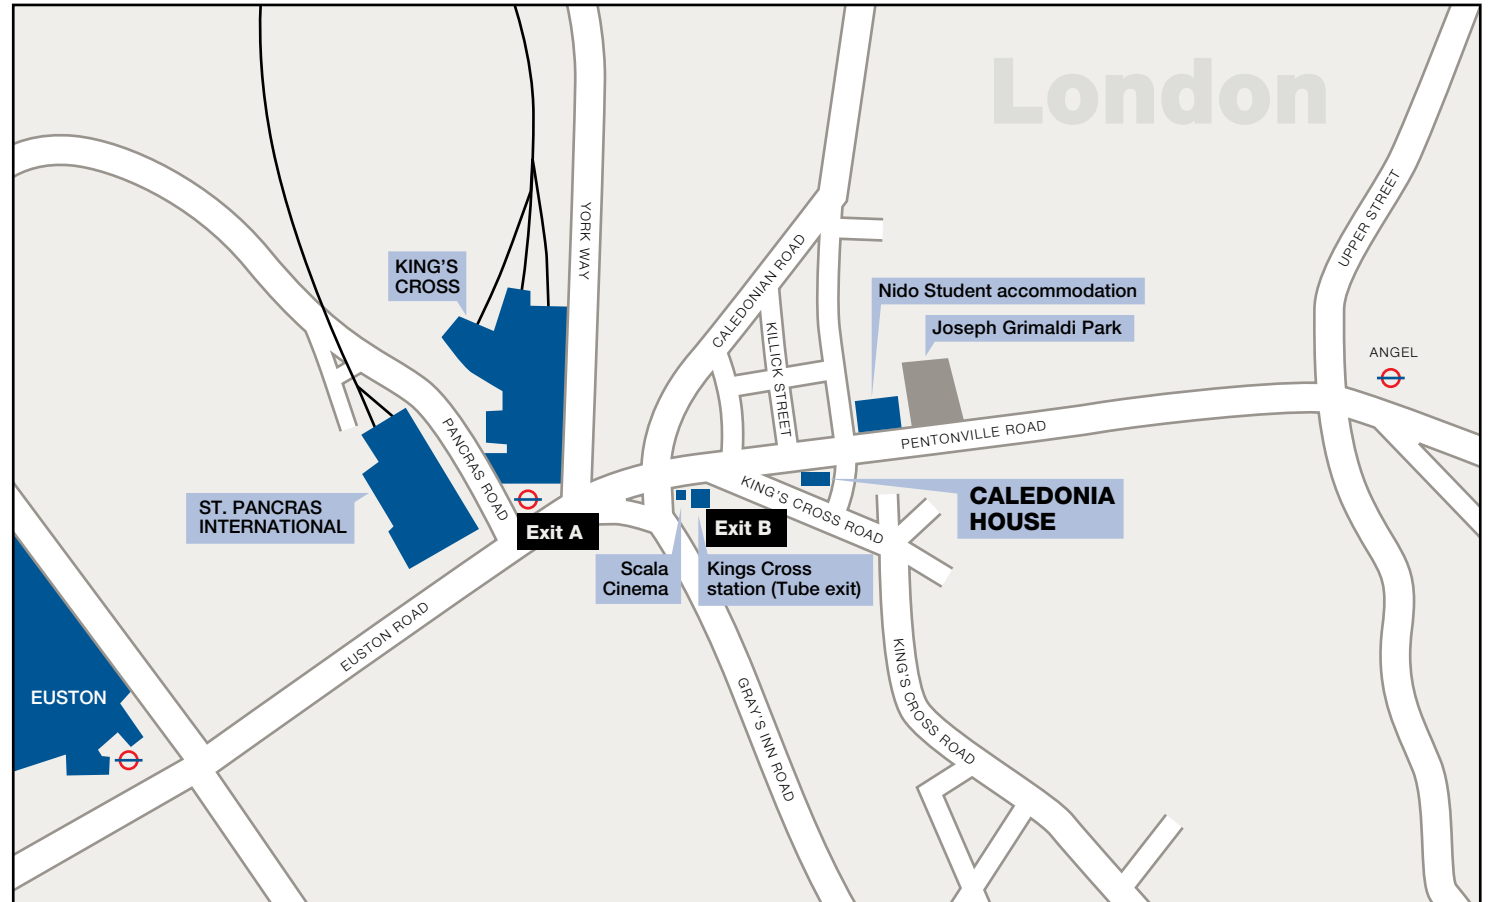 London
YORK WAY
UPPER STREET
KING'S
CROSS
CALEDONIAN ROAD
Nido Student accommodation
Joseph Grimaldi Park
KILLICK STREET
ANGEL
PANCRAS ROAD
PENTONVILLE ROAD
ST. PANCRAS
INTERNATIONAL
KING'S CROSS ROAD
CALEDONIA
HOUSE
Exit A
Exit B
Scala
Cinema
Kings Cross
station (Tube exit)
EUSTON ROAD
EUSTON
GRAY'S INN ROAD
KING'S CROSS ROAD